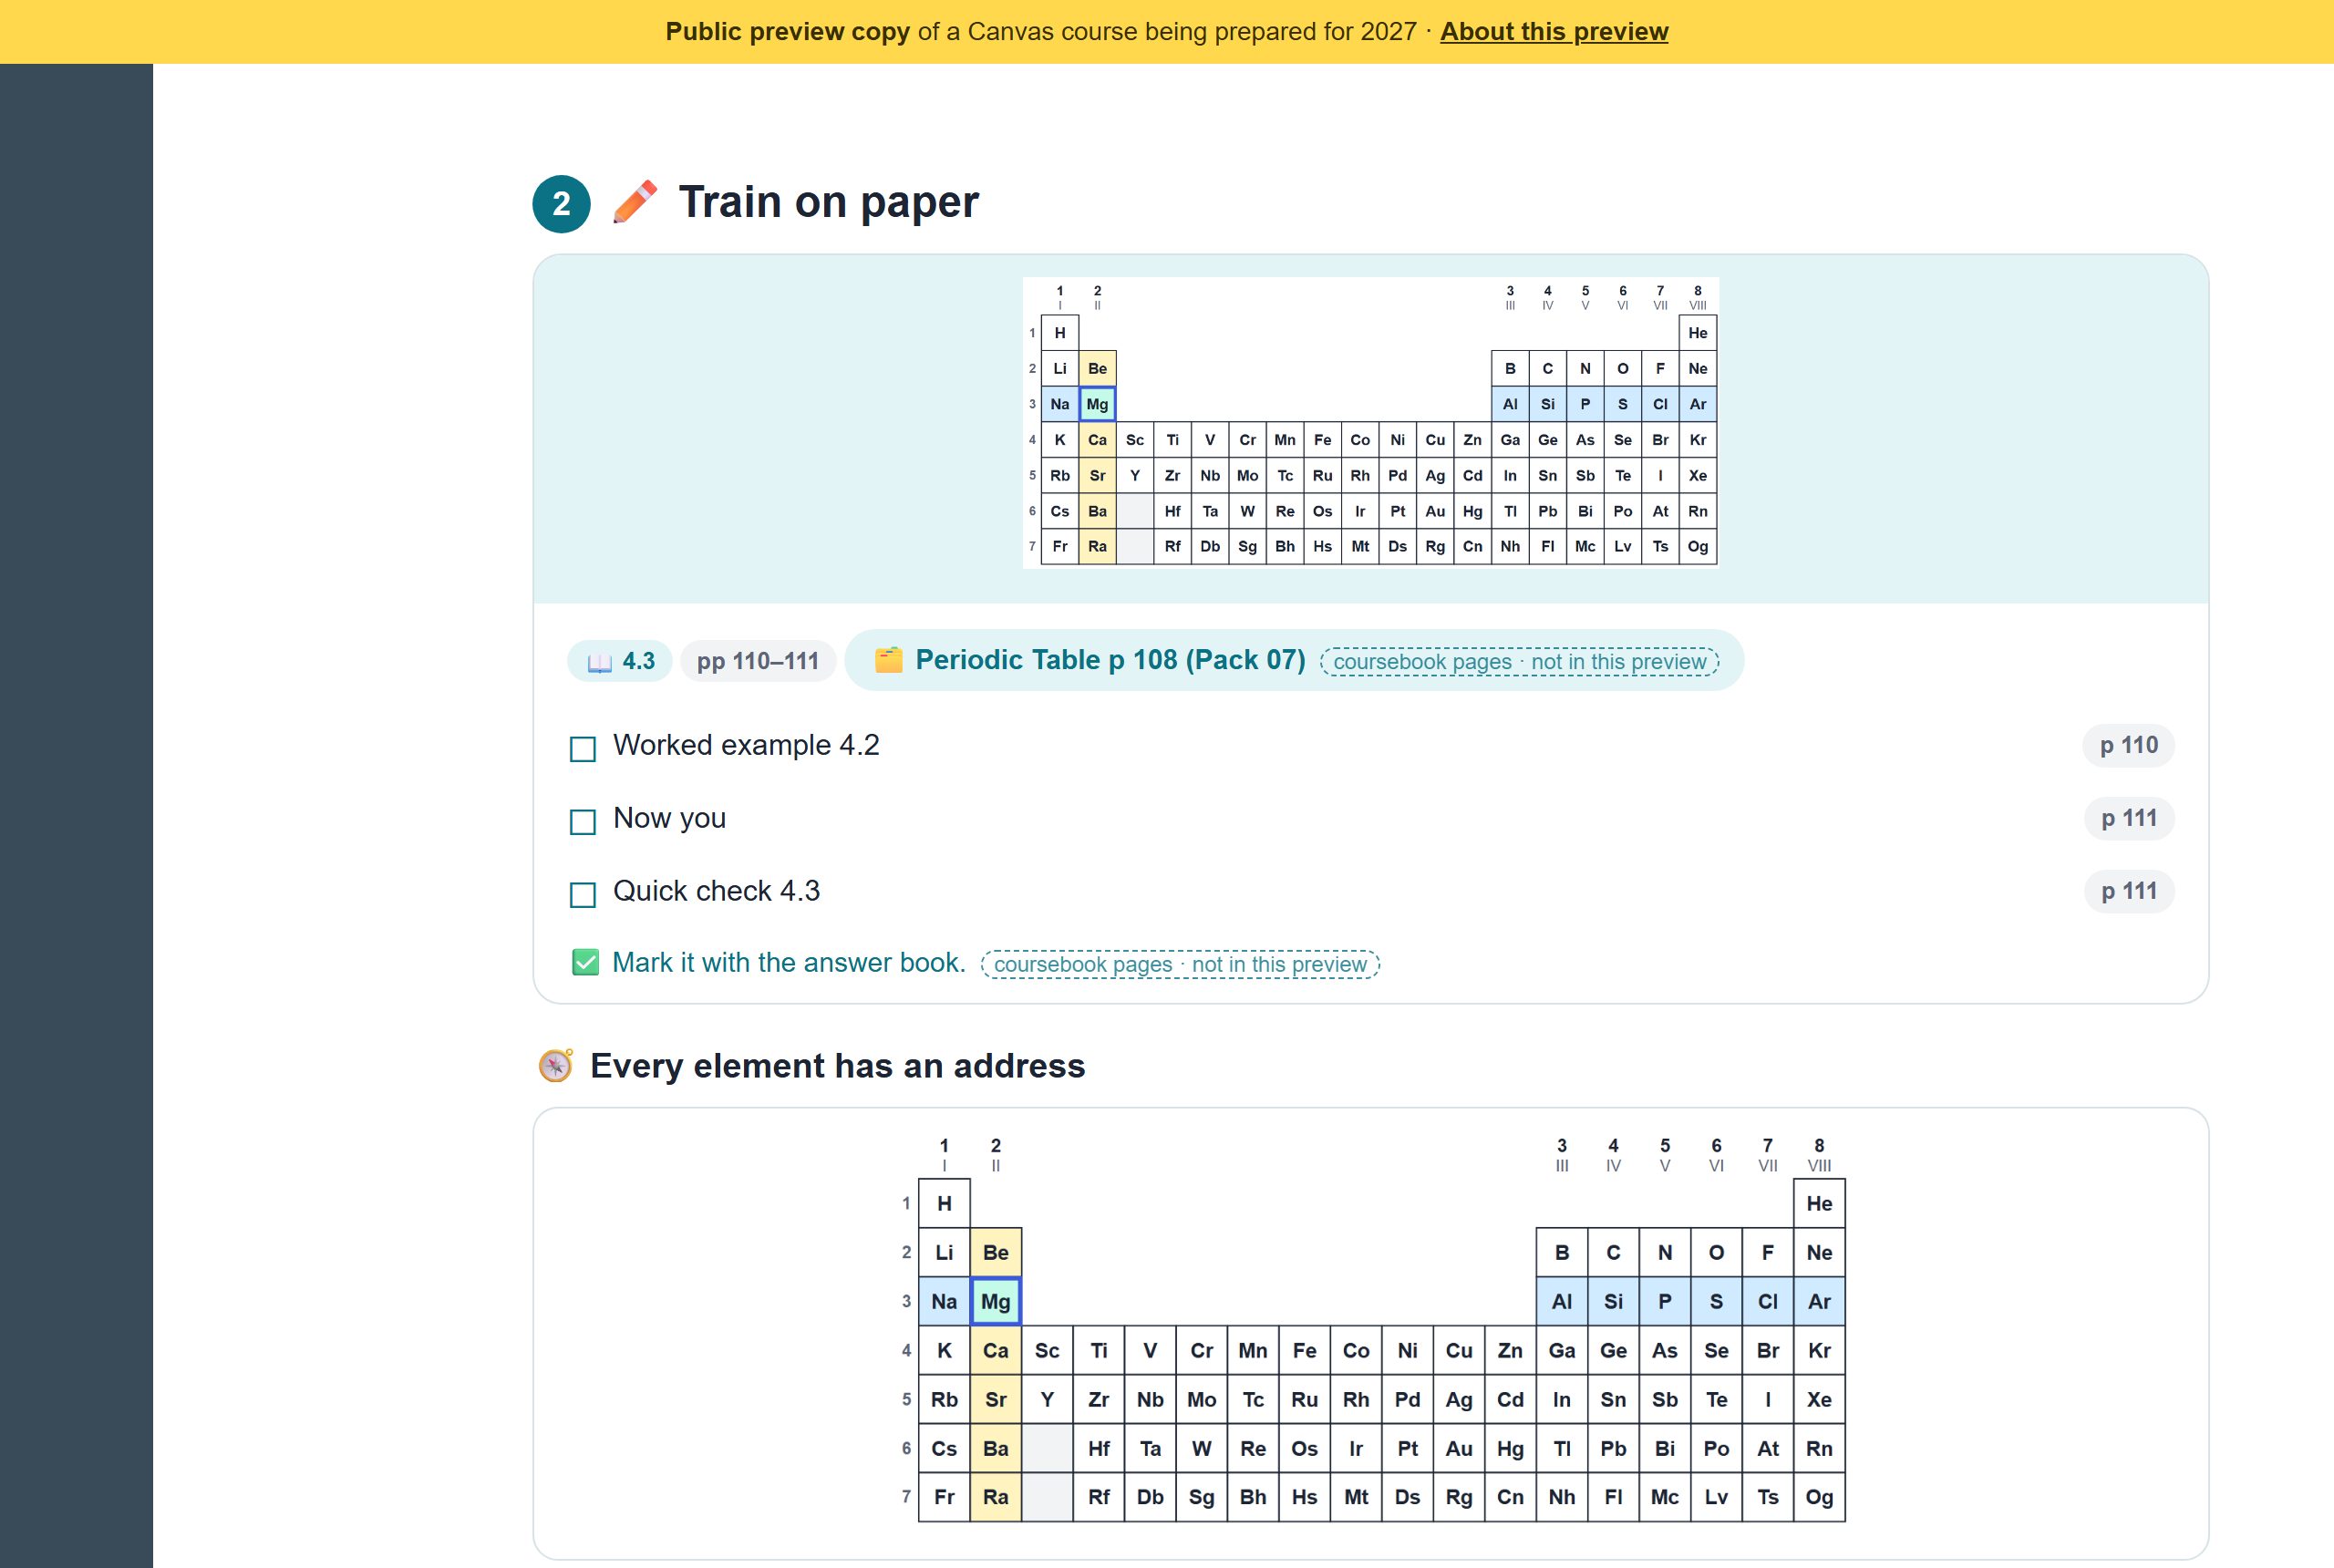 Public preview copy of a Canvas course being prepared for 2027 · About this preview
2 Train on paper
1 2 3 4 5 6 7 8
I II III IV V VI VII VIII
1 H He
2 Li Be B C N O F Ne
3 Na Mg Al Si P S Cl Ar
4 K Ca Sc Ti V Cr Mn Fe Co Ni Cu Zn Ga Ge As Se Br Kr
5 Rb Sr Y Zr Nb Mo Tc Ru Rh Pd Ag Cd In Sn Sb Te I Xe
6 Cs Ba Hf Ta W Re Os Ir Pt Au Hg Tl Pb Bi Po At Rn
7 Fr Ra Rf Db Sg Bh Hs Mt Ds Rg Cn Nh Fl Mc Lv Ts Og
4.3 pp 110–111 Periodic Table p 108 (Pack 07) coursebook pages · not in this preview
Worked example 4.2 p 110
Now you p 111
Quick check 4.3 p 111
Mark it with the answer book. coursebook pages · not in this preview
Every element has an address
1 2 3 4 5 6 7 8
I II III IV V VI VII VIII
1 H He
2 Li Be B C N O F Ne
3 Na Mg Al Si P S Cl Ar
4 K Ca Sc Ti V Cr Mn Fe Co Ni Cu Zn Ga Ge As Se Br Kr
5 Rb Sr Y Zr Nb Mo Tc Ru Rh Pd Ag Cd In Sn Sb Te I Xe
6 Cs Ba Hf Ta W Re Os Ir Pt Au Hg Tl Pb Bi Po At Rn
7 Fr Ra Rf Db Sg Bh Hs Mt Ds Rg Cn Nh Fl Mc Lv Ts Og